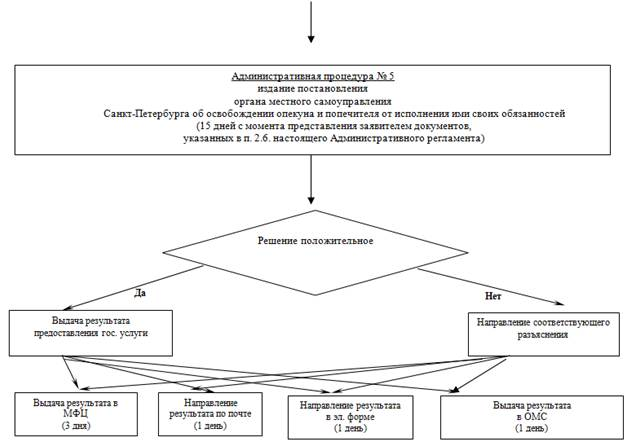 Административная процедура № 5
издание постановления
органа местного самоуправления
Санкт-Петербурга об освобождении опекуна и попечителя от исполнения ими своих обязанностей
(15 дней с момента представления заявителем документов,
указанных в п. 2.6. настоящего Административного регламента)
Решение положительное
Да
Нет
Выдача результата
предоставления гос. услуги
Направление соответствующего
разъяснения
Выдача результата в
МФЦ
(3 дня)
Направление
результата по почте
(1 день)
Направление результата
в эл. форме
(1 день)
Выдача результата
в ОМС
(1 день)